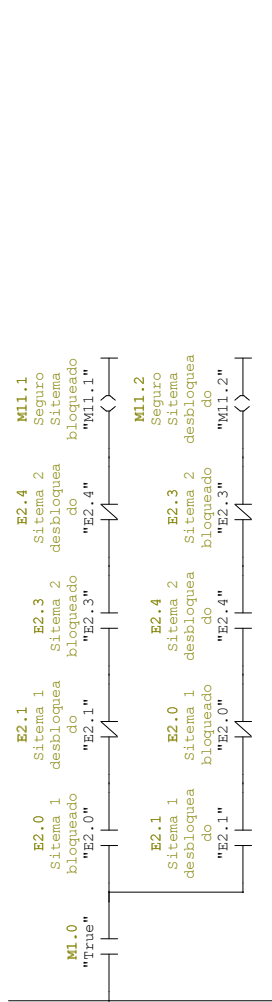 M1.0
"True"
E2.0
Sitema 1
bloqueado
"E2.0"
E2.1
Sitema 1
desbloquea
do
"E2.1"
E2.3
Sitema 2
bloqueado
"E2.3"
E2.4
Sitema 2
desbloquea
do
"E2.4"
M11.1
Seguro
Sitema
bloqueado
"M11.1"
E2.1
Sitema 1
desbloquea
do
"E2.1"
E2.0
Sitema 1
bloqueado
"E2.0"
E2.4
Sitema 2
desbloquea
do
"E2.4"
E2.3
Sitema 2
bloqueado
"E2.3"
M11.2
Seguro
Sitema
desbloquea
do
"M11.2"